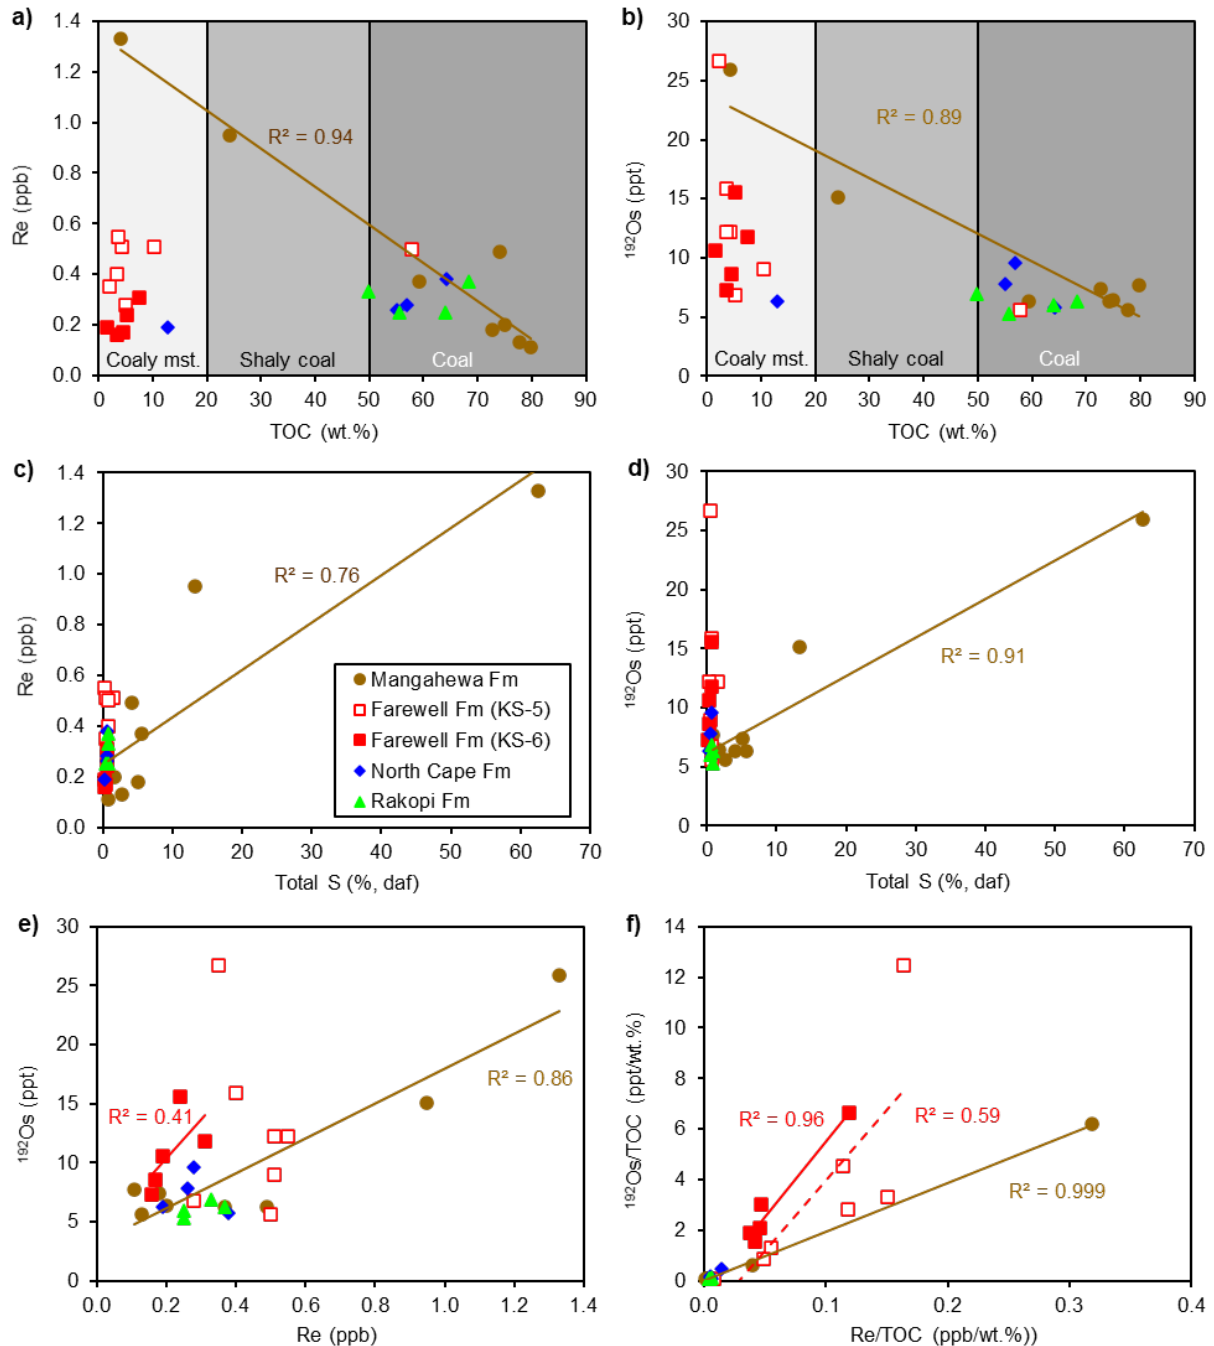 a)
1.4
1.2
1.0
0.8
0.6
0.4
0.2
0.0
Re (ppb)
R² = 0.94
Coaly mst.
Shaly coal
Coal
0 10 20 30 40 50 60 70 80 90
TOC (wt.%)
b)
30
25
20
15
10
5
0
¹⁹²Os (ppt)
R² = 0.89
Coaly mst.
Shaly coal
Coal
0 10 20 30 40 50 60 70 80 90
TOC (wt.%)
c)
1.4
1.2
1.0
0.8
0.6
0.4
0.2
0.0
Re (ppb)
R² = 0.76
Mangahewa Fm
Farewell Fm (KS-5)
Farewell Fm (KS-6)
North Cape Fm
Rakopi Fm
0 10 20 30 40 50 60 70
Total S (%, daf)
d)
30
25
20
15
10
5
0
¹⁹²Os (ppt)
R² = 0.91
0 10 20 30 40 50 60 70
Total S (%, daf)
e)
30
25
20
15
10
5
0
¹⁹²Os (ppt)
R² = 0.41
R² = 0.86
0.0 0.2 0.4 0.6 0.8 1.0 1.2 1.4
Re (ppb)
f)
14
12
10
8
6
4
2
0
¹⁹²Os/TOC (ppt/wt.%)
R² = 0.96
R² = 0.59
R² = 0.999
0.0 0.1 0.2 0.3 0.4
Re/TOC (ppb/wt.%))